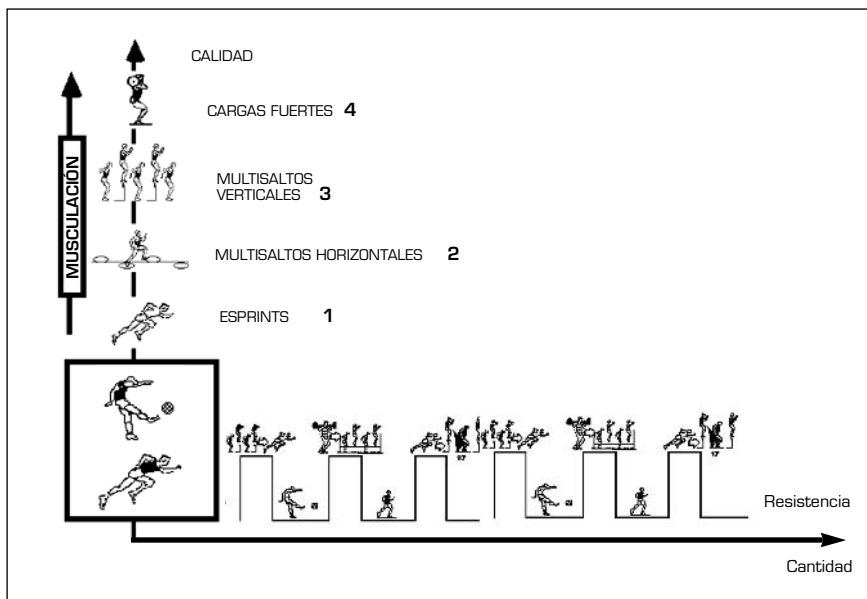 CALIDAD
CARGAS FUERTES 4
MULTISALTOS
VERTICALES 3
MUSCULACIÓN
MULTISALTOS HORIZONTALES 2
ESPRINTS 1
Resistencia
Cantidad